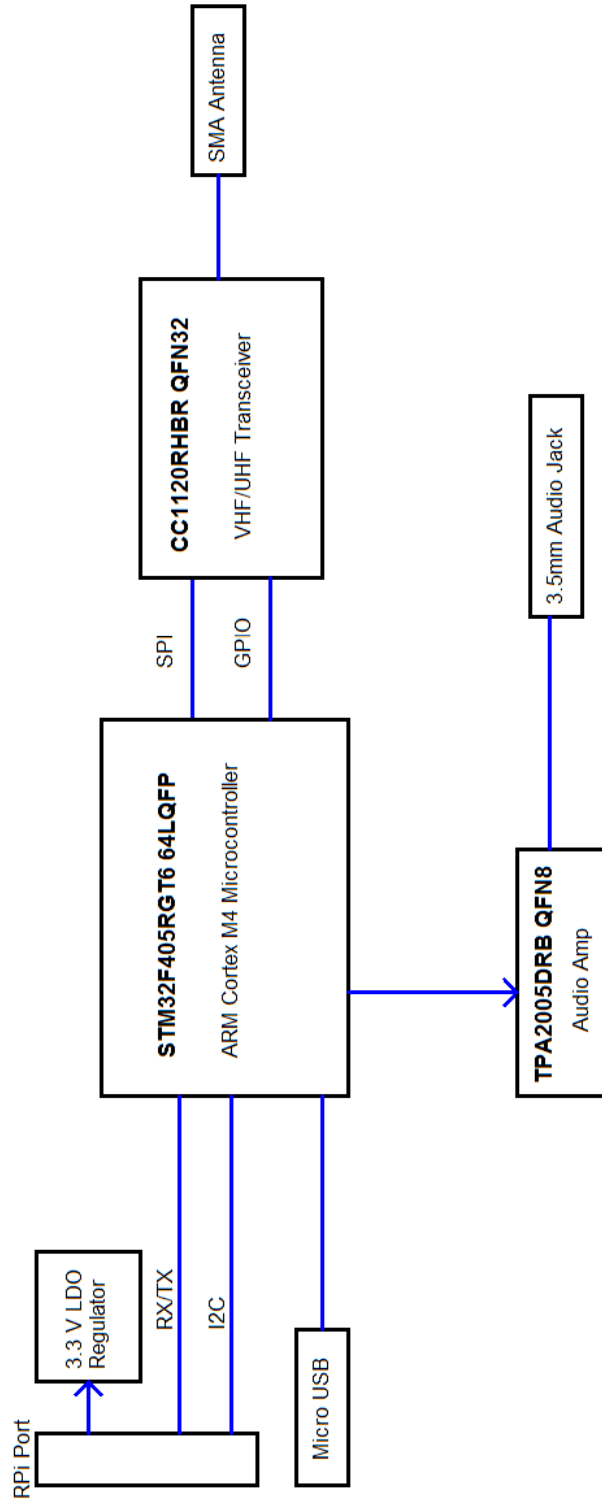 RPi Port
3.3 V LDO
Regulator
RX/TX
I2C
Micro USB
STM32F405RGT6 64LQFP
ARM Cortex M4 Microcontroller
SPI
GPIO
CC1120RHBR QFN32
VHF/UHF Transceiver
SMA Antenna
TPA2005DRB QFN8
Audio Amp
3.5mm Audio Jack